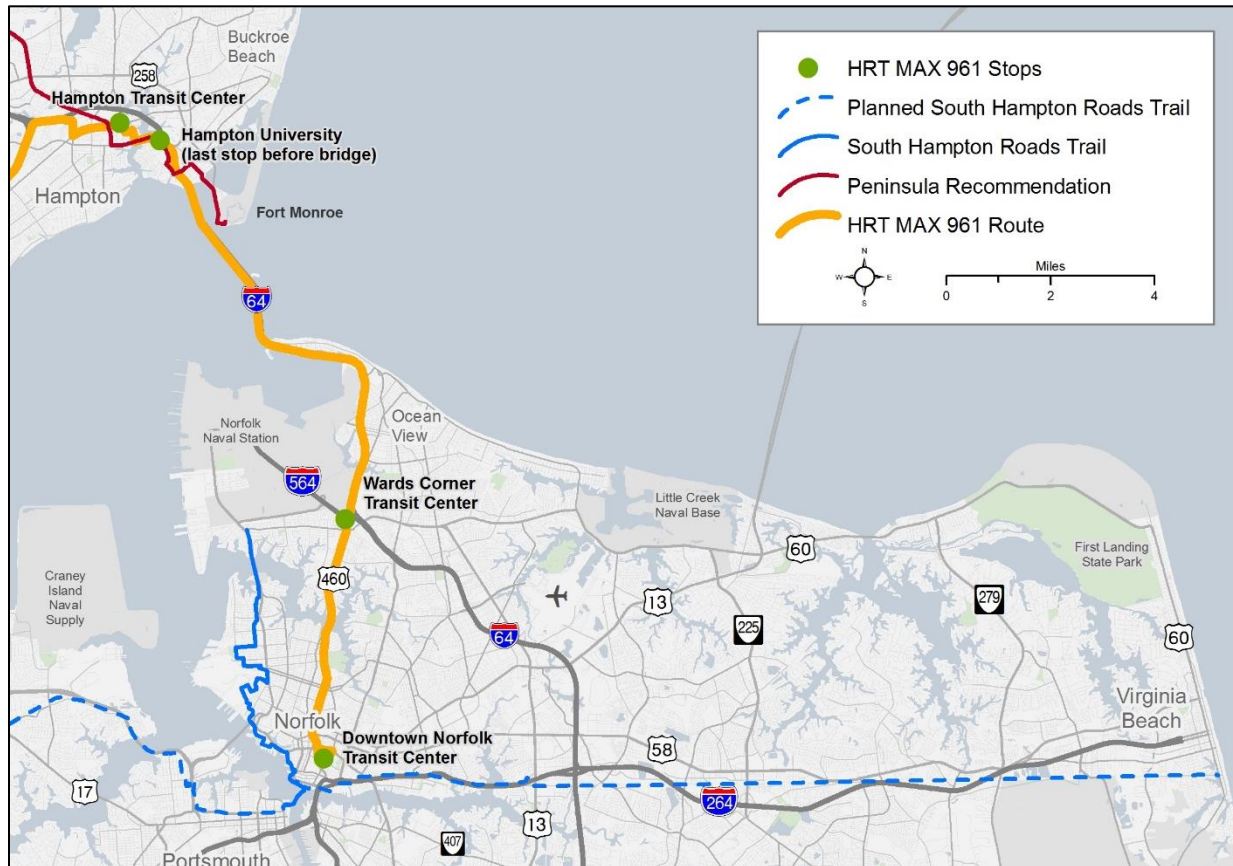 Buckroe
Beach
258
Hampton Transit Center
Hampton University
(last stop before bridge)
Hampton
Fort Monroe
64
HRT MAX 961 Stops
Planned South Hampton Roads Trail
South Hampton Roads Trail
Peninsula Recommendation
HRT MAX 961 Route
N
W E
S
Miles
0 2 4
Ocean
View
Norfolk
Naval Station
564
Wards Corner
Transit Center
Little Creek
Naval Base
60
First Landing
State Park
Craney
Island
Naval
Supply
460
13
279
225
64
60
Virginia
Beach
Norfolk
Downtown Norfolk
Transit Center
58
17
264
13
407
Portsmouth